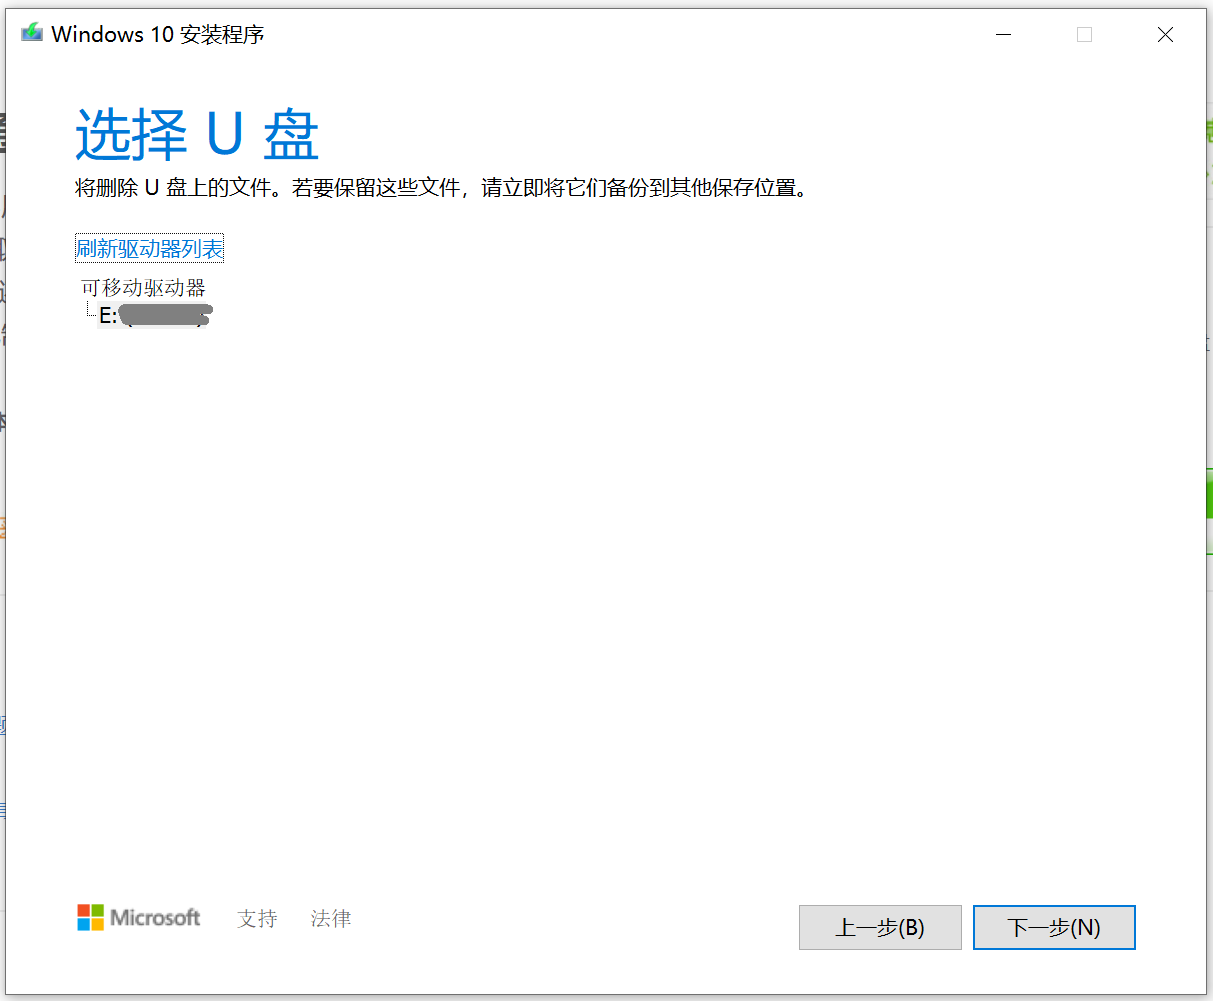 Windows 10 安装程序
选择 U 盘
将删除 U 盘上的文件。若要保留这些文件，请立即将它们备份到其他保存位置。
刷新驱动器列表
可移动驱动器
E:
Microsoft 支持 法律
上一步(B) 下一步(N)